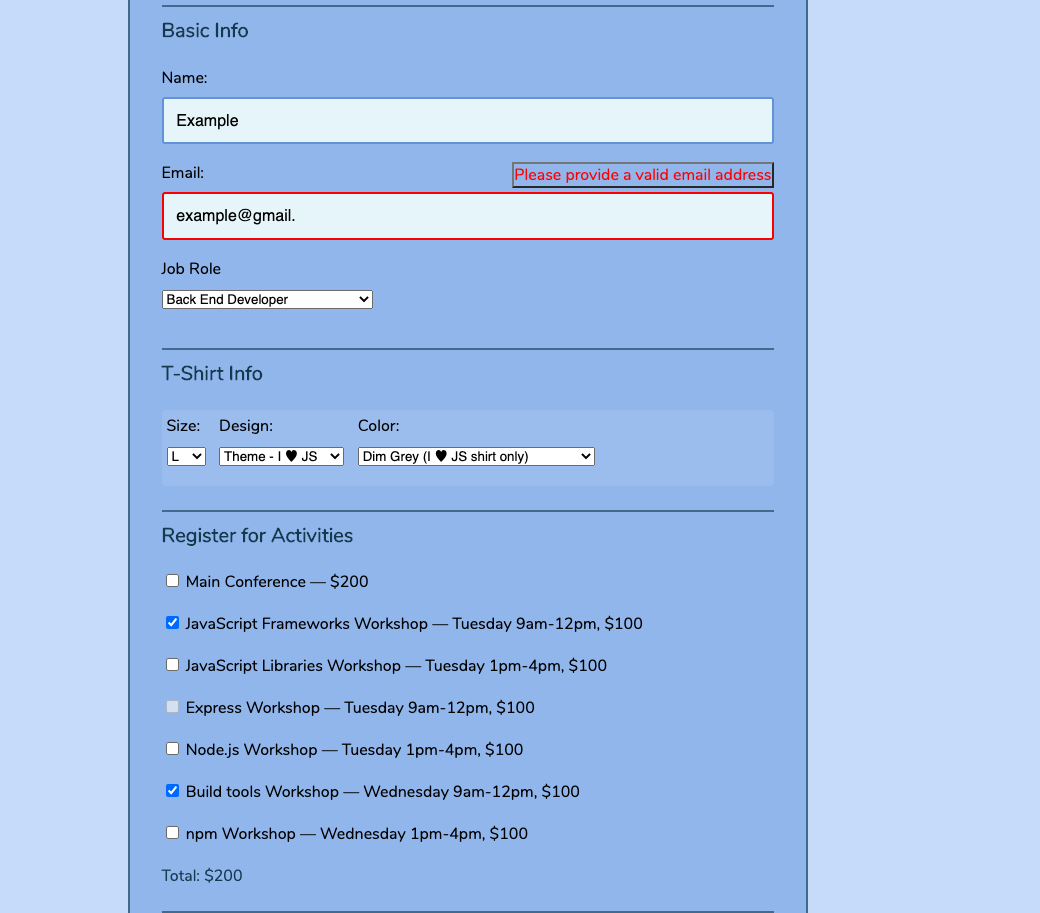 Basic Info
Name:
Example
Email:
Please provide a valid email address
example@gmail.
Job Role
Back End Developer
T-Shirt Info
Size: Design: Color:
L Theme - I ♥ JS Dim Grey (I ♥ JS shirt only)
Register for Activities
Main Conference — $200
JavaScript Frameworks Workshop — Tuesday 9am-12pm, $100
JavaScript Libraries Workshop — Tuesday 1pm-4pm, $100
Express Workshop — Tuesday 9am-12pm, $100
Node.js Workshop — Tuesday 1pm-4pm, $100
Build tools Workshop — Wednesday 9am-12pm, $100
npm Workshop — Wednesday 1pm-4pm, $100
Total: $200